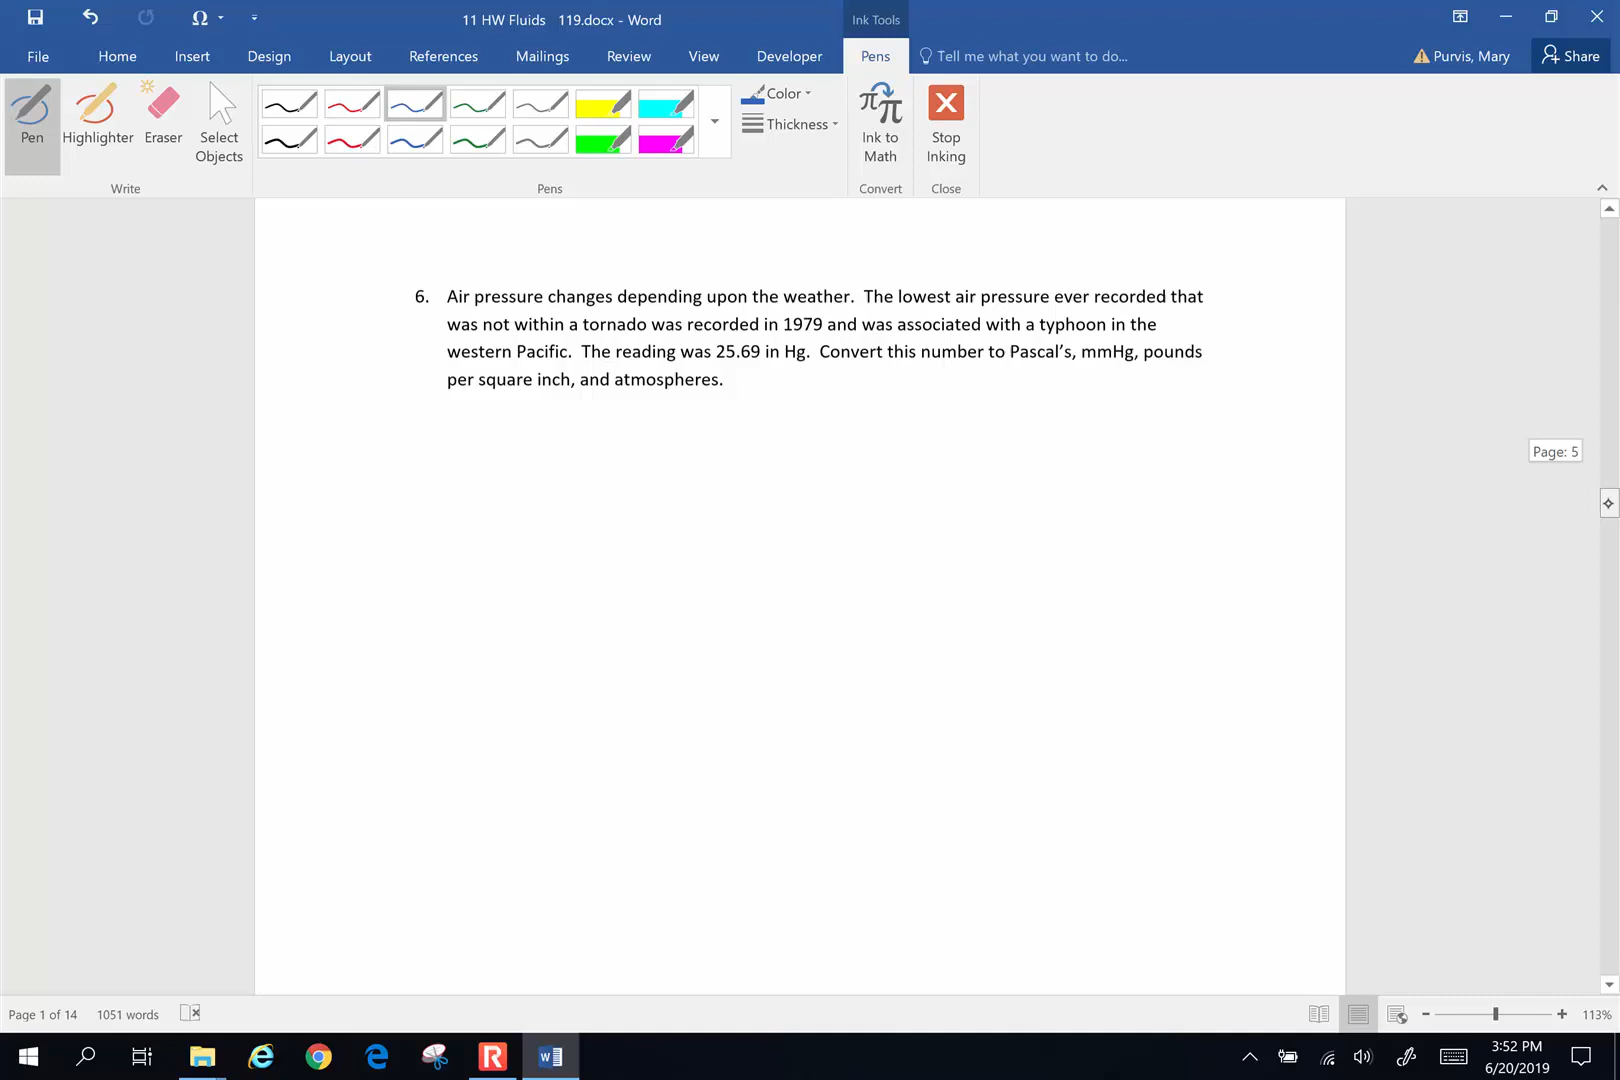 11 HW Fluids 119.docx - Word
Ink Tools
File Home Insert Design Layout References Mailings Review View Developer Pens Tell me what you want to do... Purvis, Mary Share
Pen Highlighter Eraser Select Objects
Color
Thickness
Ink to Math
Stop Inking
Write Pens Convert Close
6. Air pressure changes depending upon the weather. The lowest air pressure ever recorded that
was not within a tornado was recorded in 1979 and was associated with a typhoon in the
western Pacific. The reading was 25.69 in Hg. Convert this number to Pascal's, mmHg, pounds
per square inch, and atmospheres.
Page: 5
Page 1 of 14 1051 words 113%
3:52 PM
6/20/2019